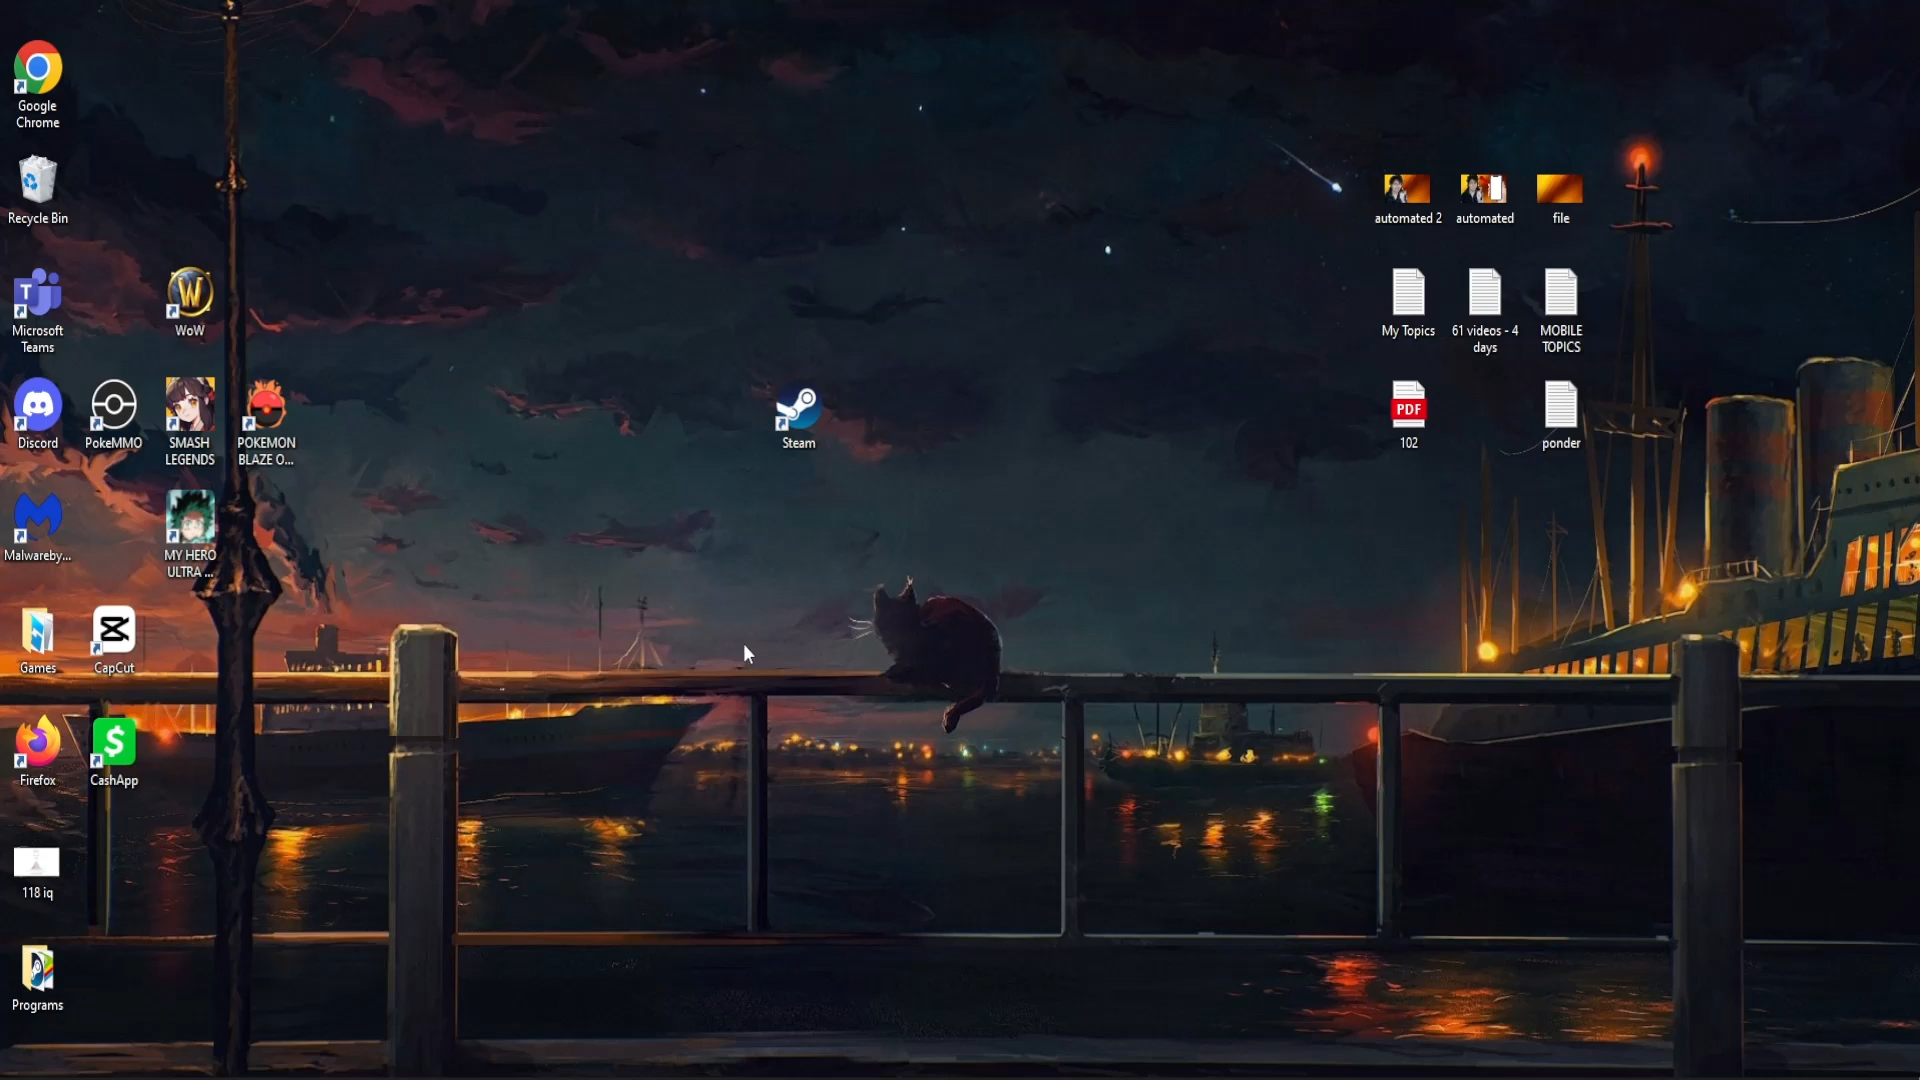 Google
Chrome
Recycle Bin
automated 2
automated
file
Microsoft
Teams
WoW
My Topics
61 videos - 4
days
MOBILE
TOPICS
Discord
PokeMMO
SMASH
LEGENDS
POKEMON
BLAZE O...
Steam
PDF
102
ponder
Malwareby...
MY HERO
ULTRA ...
Games
CapCut
Firefox
CashApp
118 iq
Programs